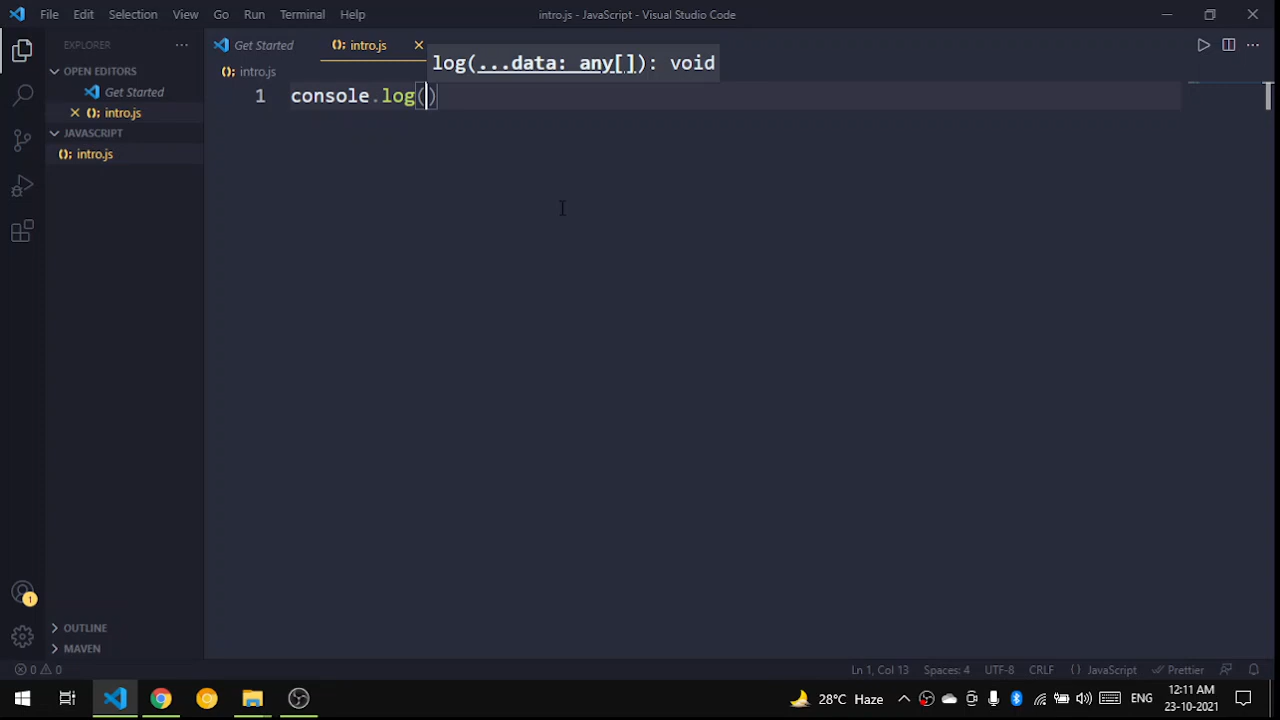 File Edit Selection View Go Run Terminal Help
intro.js - JavaScript - Visual Studio Code
EXPLORER
Get Started
intro.js
log(...data: any[]): void
OPEN EDITORS
intro.js
Get Started
1 console.log()
intro.js
JAVASCRIPT
intro.js
1
OUTLINE
MAVEN
0 0
Ln 1, Col 13 Spaces: 4 UTF-8 CRLF JavaScript Prettier
28°C Haze
ENG
12:11 AM
23-10-2021